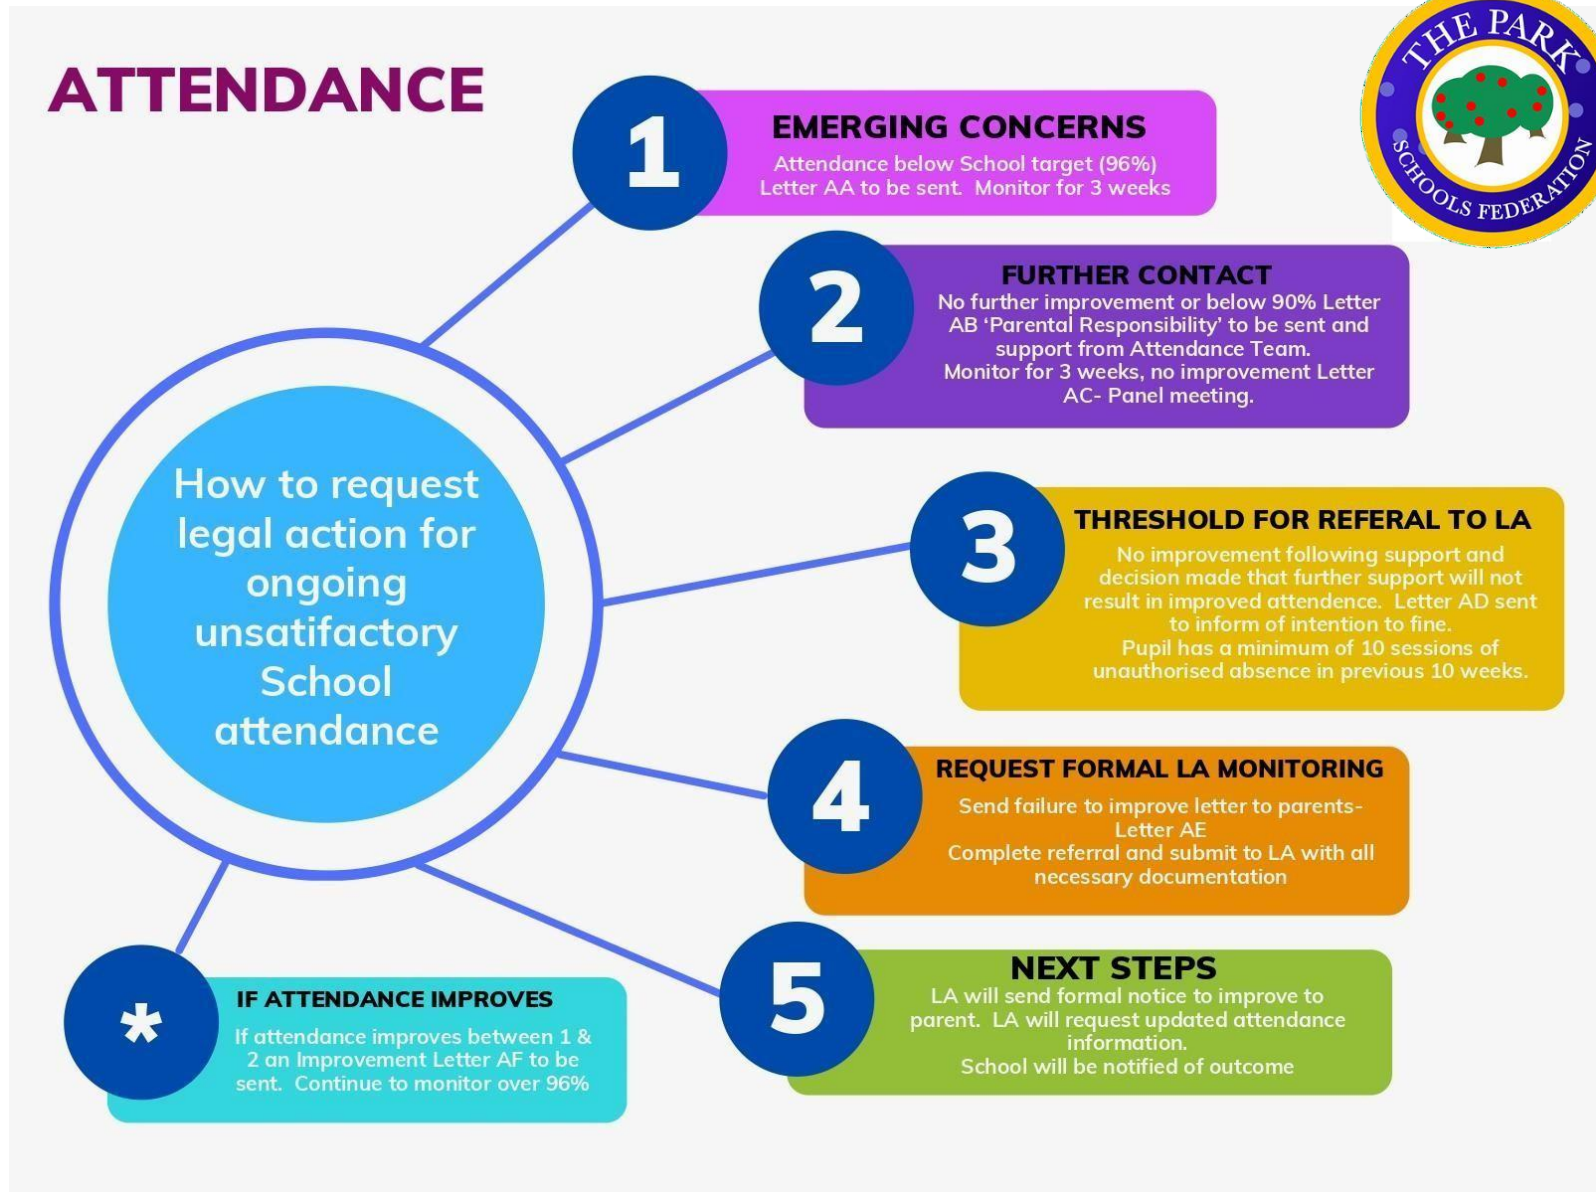 ATTENDANCE
THE PARK
SCHOOLS FEDERATION
1
EMERGING CONCERNS
Attendance below School target (96%)
Letter AA to be sent.  Monitor for 3 weeks
2
FURTHER CONTACT
No further improvement or below 90% Letter
AB ‘Parental Responsibility’ to be sent and
support from Attendance Team.
Monitor for 3 weeks, no improvement Letter
AC- Panel meeting.
How to request
legal action for
ongoing
unsatifactory
School
attendance
3
THRESHOLD FOR REFERAL TO LA
No improvement following support and
decision made that further support will not
result in improved attendence.  Letter AD sent
to inform of intention to fine.
Pupil has a minimum of 10 sessions of
unauthorised absence in previous 10 weeks.
4
REQUEST FORMAL LA MONITORING
Send failure to improve letter to parents-
Letter AE
Complete referral and submit to LA with all
necessary documentation
5
NEXT STEPS
LA will send formal notice to improve to
parent.  LA will request updated attendance
information.
School will be notified of outcome
*
IF ATTENDANCE IMPROVES
If attendance improves between 1 &
2 an Improvement Letter AF to be
sent.  Continue to monitor over 96%